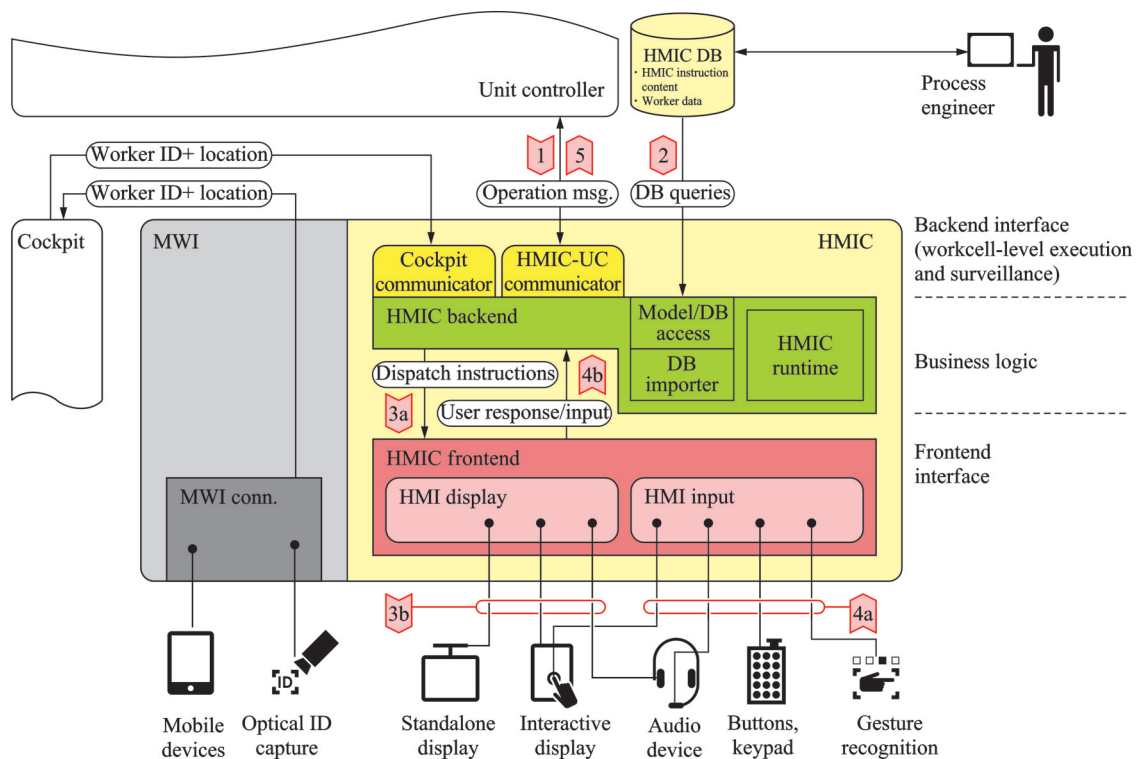 Unit controller
HMIC DB
· HMIC instruction
content
· Worker data
Process
engineer
1
5
2
Worker ID+ location
Worker ID+ location
Operation msg.
DB queries
Cockpit
MWI
HMIC
Backend interface
(workcell-level execution
and surveillance)
Cockpit
communicator
HMIC-UC
communicator
HMIC backend
Model/DB
access
DB
importer
HMIC
runtime
Business logic
Dispatch instructions
4b
3a
User response/input
HMIC frontend
Frontend
interface
HMI display
HMI input
MWI conn.
3b
4a
ID
Mobile
devices
Optical ID
capture
Standalone
display
Interactive
display
Audio
device
Buttons,
keypad
Gesture
recognition